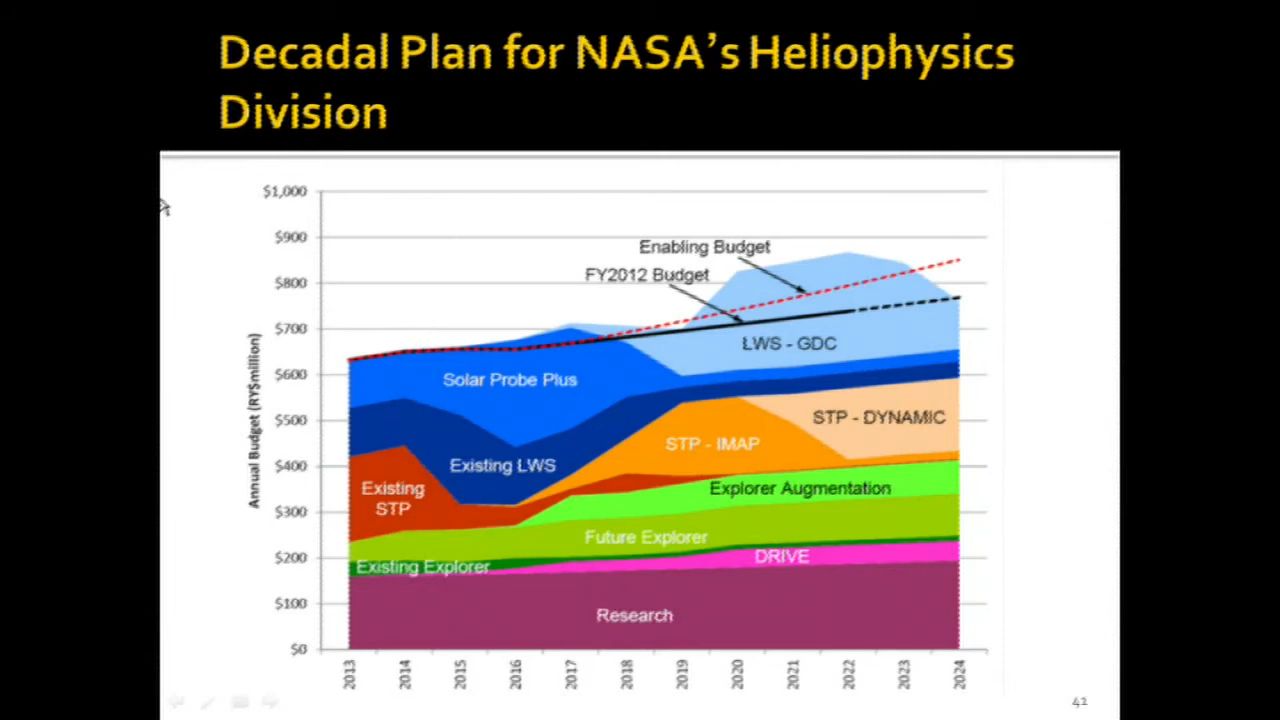 Decadal Plan for NASA's Heliophysics
Division
$1,000
$900
$800
$700
$600
$500
$400
$300
$200
$100
$0
Annual Budget (RY$million)
Enabling Budget
FY2012 Budget
LWS - GDC
Solar Probe Plus
STP - DYNAMIC
STP - IMAP
Existing LWS
Existing
STP
Explorer Augmentation
Future Explorer
DRIVE
Existing Explorer
Research
2013
2014
2015
2016
2017
2018
2019
2020
2021
2022
2023
2024
42